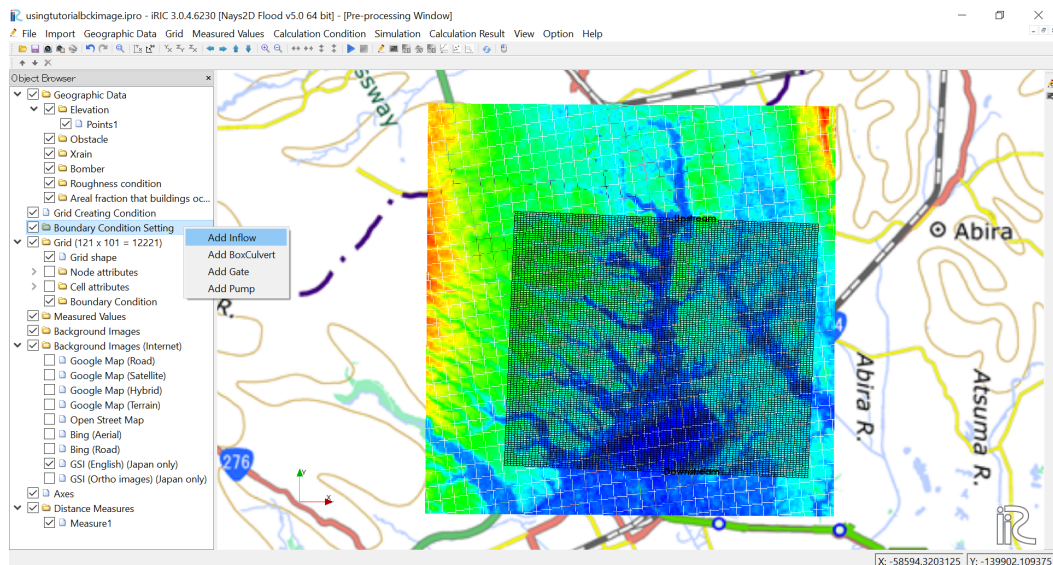 usingtutorialbckimage.ipro - iRIC 3.0.4.6230 [Nays2D Flood v5.0 64 bit] - [Pre-processing Window]
File Import Geographic Data Grid Measured Values Calculation Condition Simulation Calculation Result View Option Help
Object Browser
Geographic Data
Elevation
Points1
Obstacle
Xrain
Bomber
Roughness condition
Areal fraction that buildings oc...
Grid Creating Condition
Boundary Condition Setting
Grid (121 x 101 = 12221)
Grid shape
Node attributes
Cell attributes
Boundary Condition
Measured Values
Background Images
Background Images (Internet)
Google Map (Road)
Google Map (Satellite)
Google Map (Hybrid)
Google Map (Terrain)
Open Street Map
Bing (Aerial)
Bing (Road)
GSI (English) (Japan only)
GSI (Ortho images) (Japan only)
Axes
Distance Measures
Measure1
Add Inflow
Add BoxCulvert
Add Gate
Add Pump
ssway
R.
276
Y
X
Upstream
Downstream
Abira
4
Abira R.
Atsuma R.
iRIC
X: -58594.3203125 Y: -139902.109375